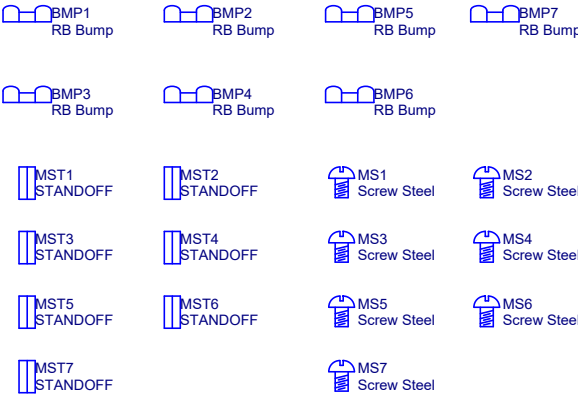 BMP1
RB Bump
BMP2
RB Bump
BMP5
RB Bump
BMP7
RB Bump
BMP3
RB Bump
BMP4
RB Bump
BMP6
RB Bump
MST1
STANDOFF
MST2
STANDOFF
MS1
Screw Steel
MS2
Screw Steel
MST3
STANDOFF
MST4
STANDOFF
MS3
Screw Steel
MS4
Screw Steel
MST5
STANDOFF
MST6
STANDOFF
MS5
Screw Steel
MS6
Screw Steel
MST7
STANDOFF
MS7
Screw Steel